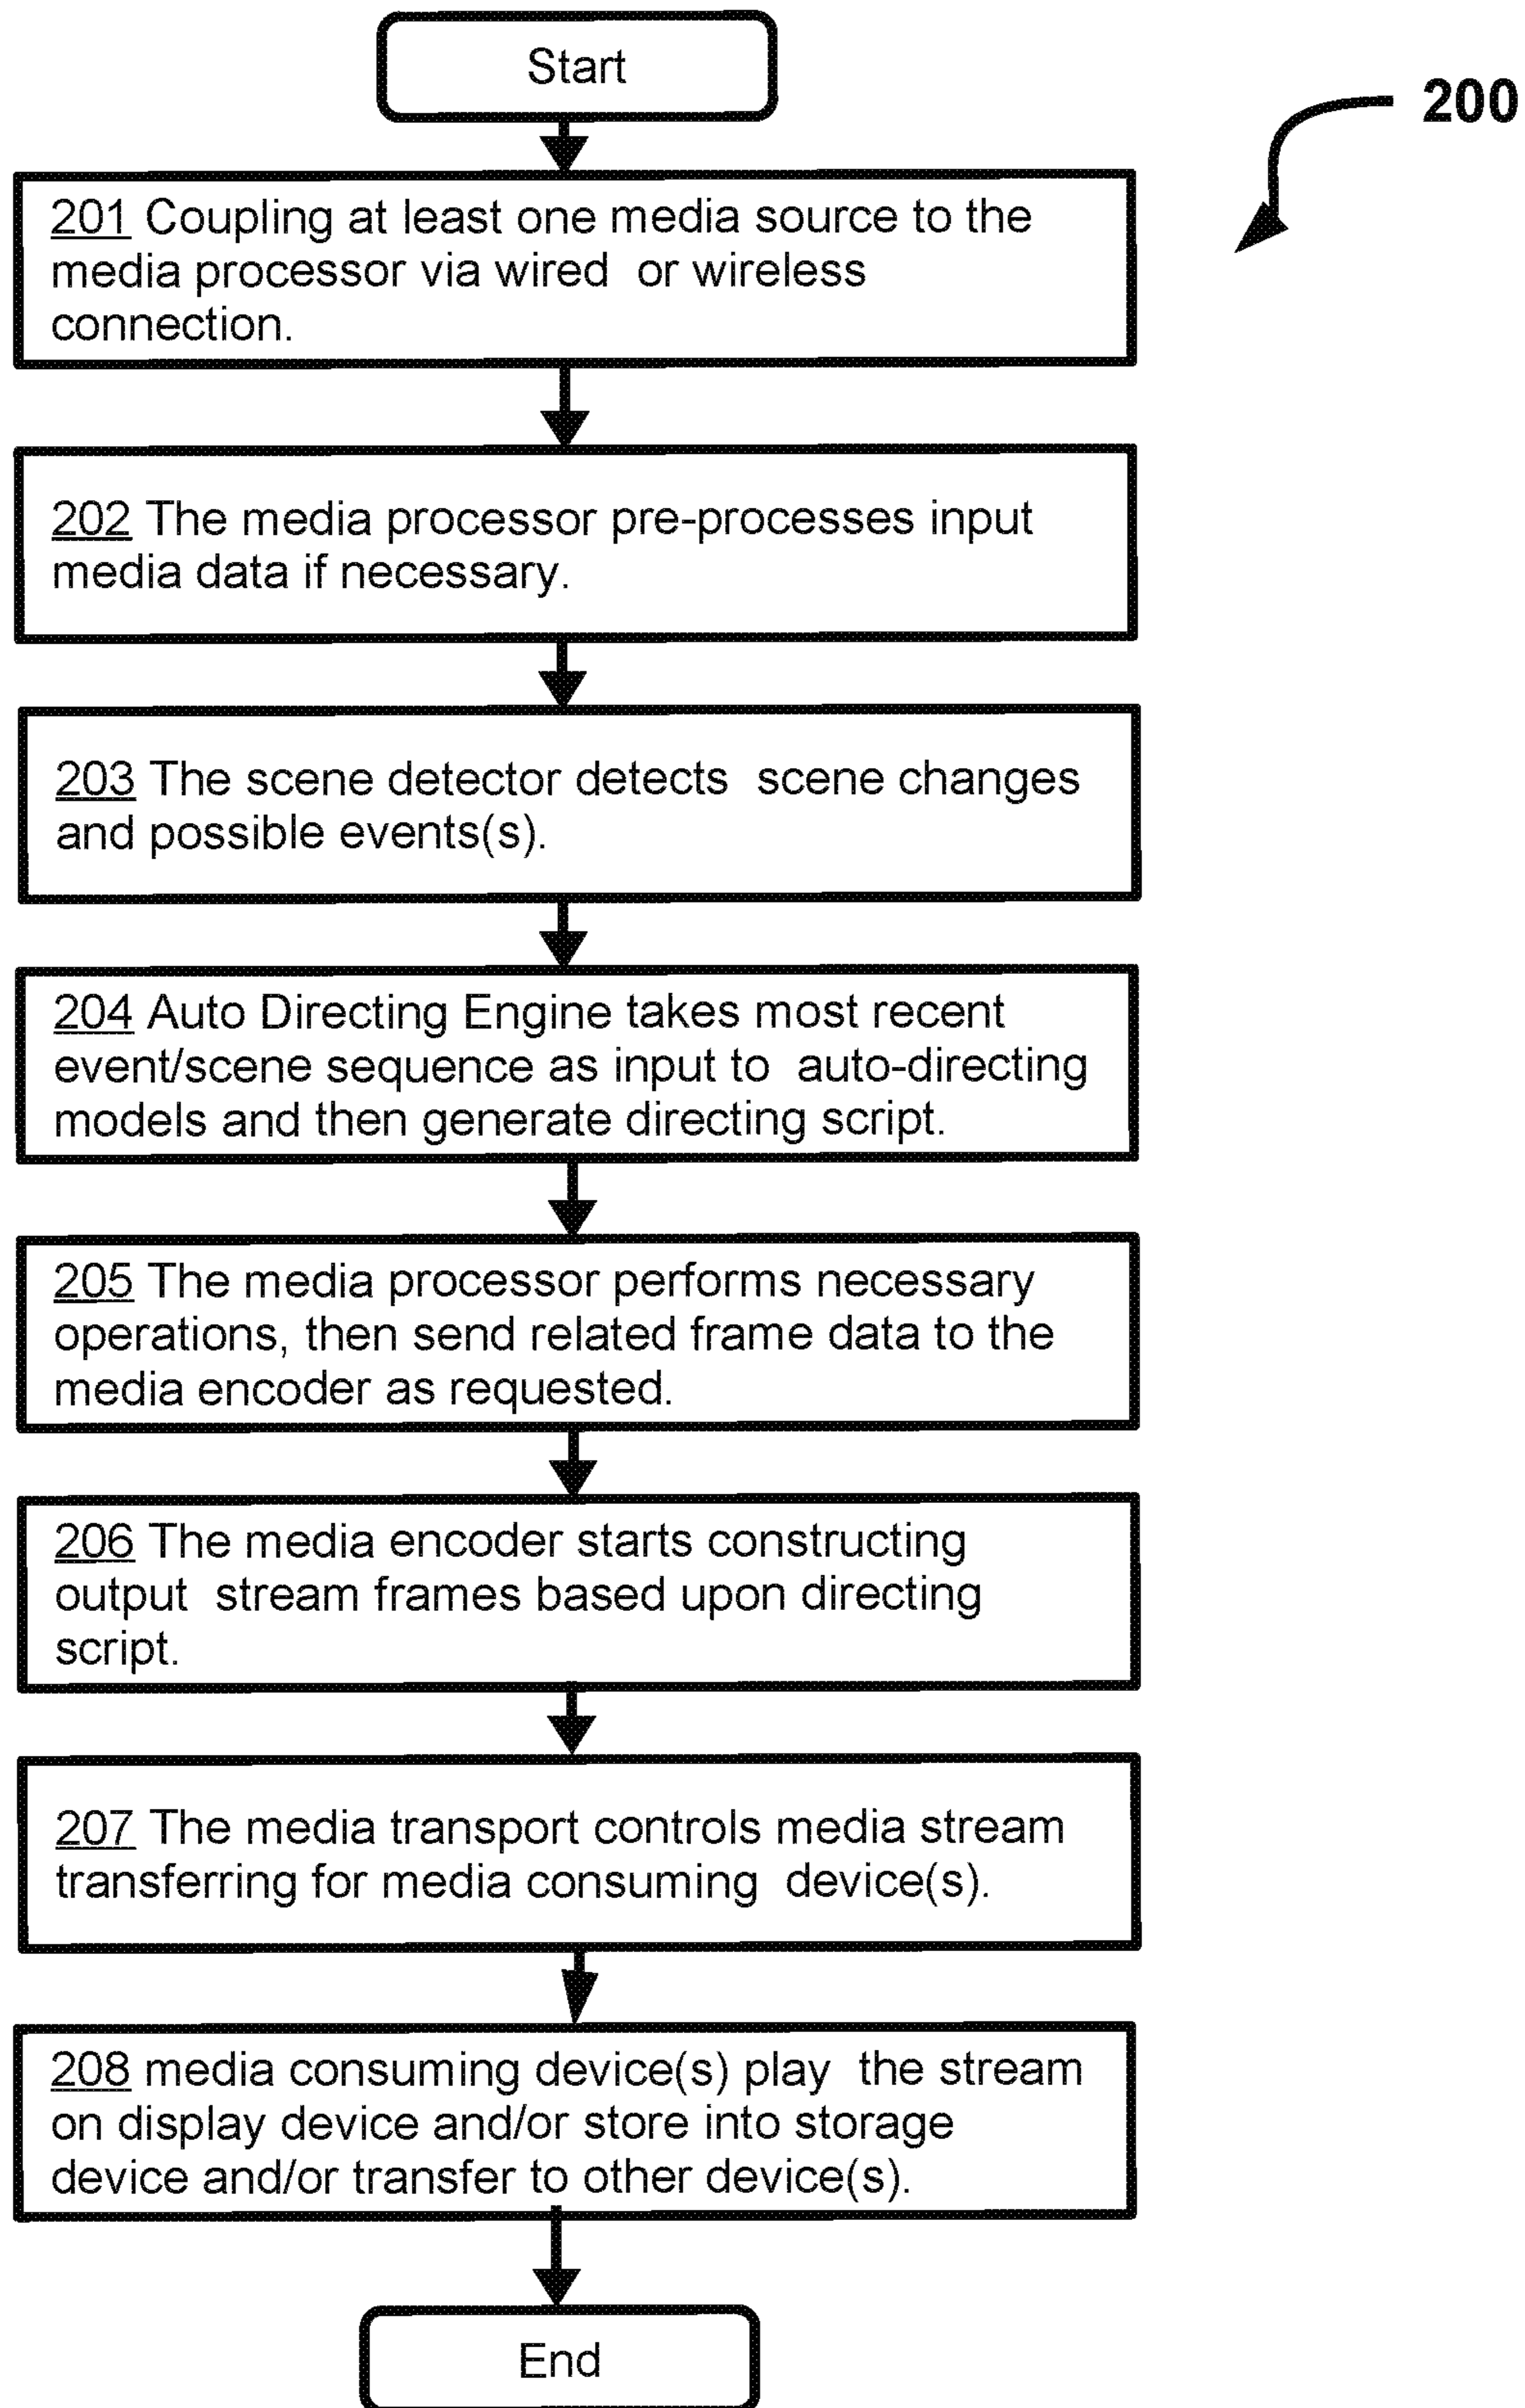 Start
200
201 Coupling at least one media source to the
media processor via wired or wireless
connection.
202 The media processor pre-processes input
media data if necessary.
203 The scene detector detects scene changes
and possible events(s).
204 Auto Directing Engine takes most recent
event/scene sequence as input to auto-directing
models and then generate directing script.
205 The media processor performs necessary
operations, then send related frame data to the
media encoder as requested.
206 The media encoder starts constructing
output stream frames based upon directing
script.
207 The media transport controls media stream
transferring for media consuming device(s).
208 media consuming device(s) play the stream
on display device and/or store into storage
device and/or transfer to other device(s).
End